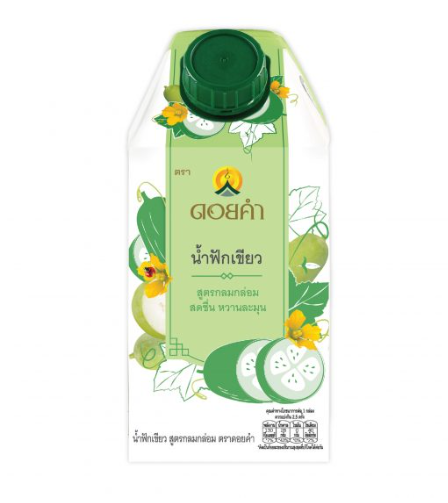 ตรา
ดอยคำ
น้ำฟักเขียว
สูตรกลมกล่อม
สดชื่น หวานละมุน
น้ำฟักเขียว สูตรกลมกล่อม ตราดอยคำ